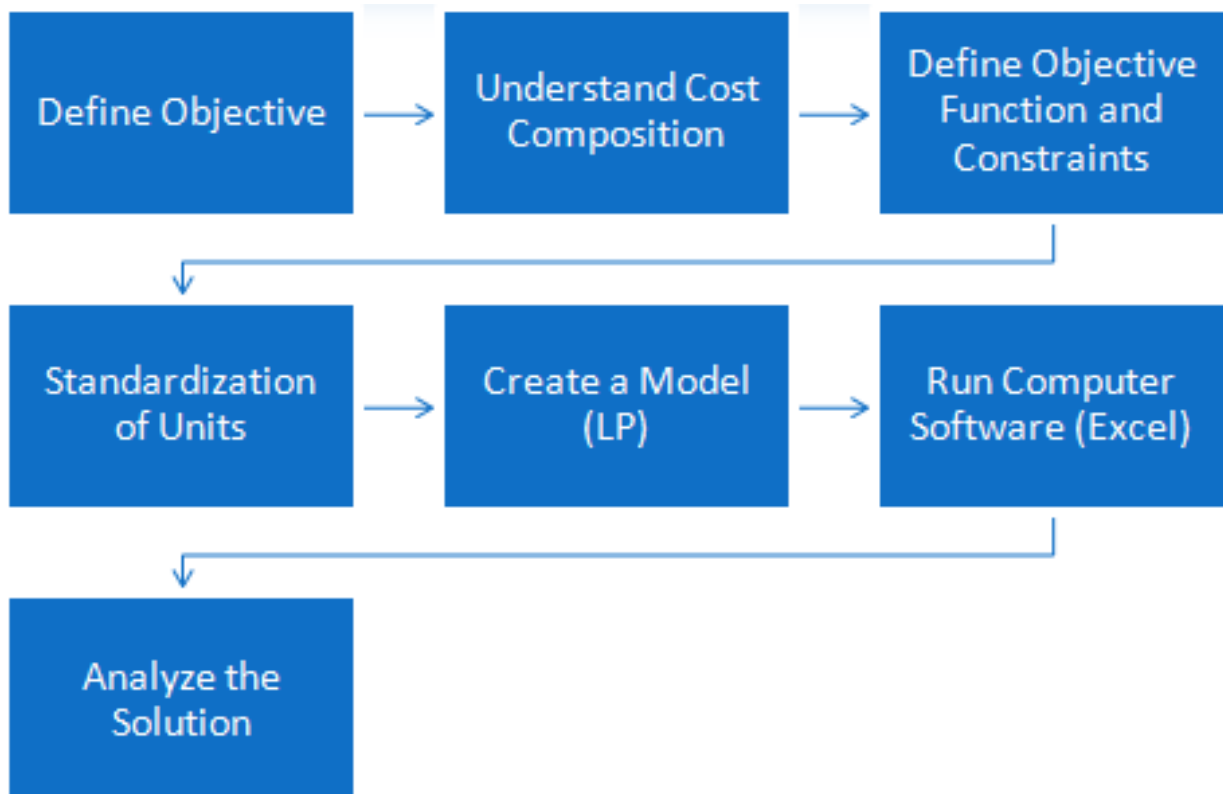 Define Objective
Understand Cost
Composition
Define Objective
Function and
Constraints
Standardization
of Units
Create a Model
(LP)
Run Computer
Software (Excel)
Analyze the
Solution